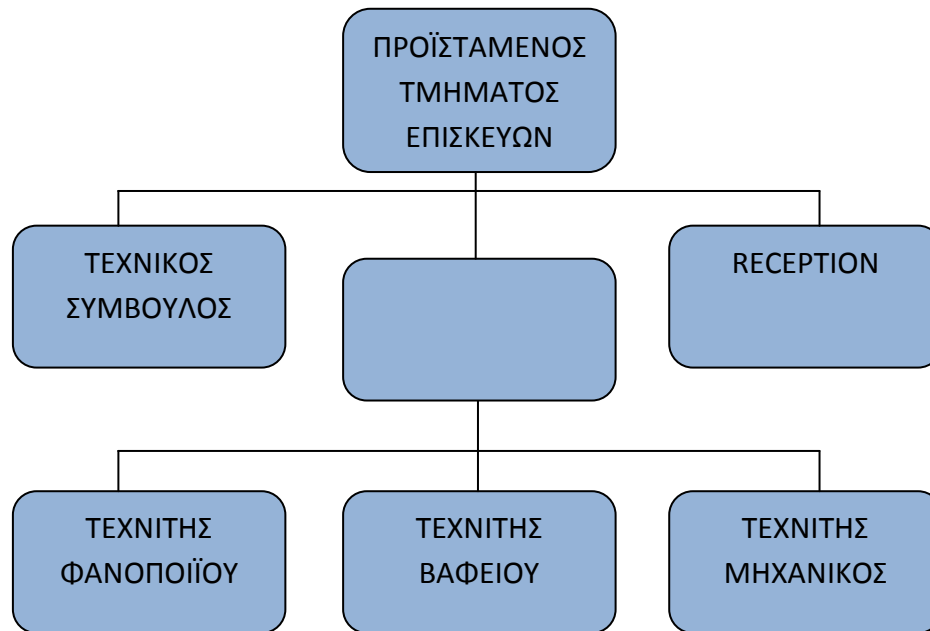 ΠΡΟΪΣΤΑΜΕΝΟΣ
ΤΜΗΜΑΤΟΣ
ΕΠΙΣΚΕΥΩΝ
ΤΕΧΝΙΚΟΣ
ΣΥΜΒΟΥΛΟΣ
RECEPTION
ΤΕΧΝΙΤΗΣ
ΦΑΝΟΠΟΙΪΟΥ
ΤΕΧΝΙΤΗΣ
ΒΑΦΕΙΟΥ
ΤΕΧΝΙΤΗΣ
ΜΗΧΑΝΙΚΟΣ